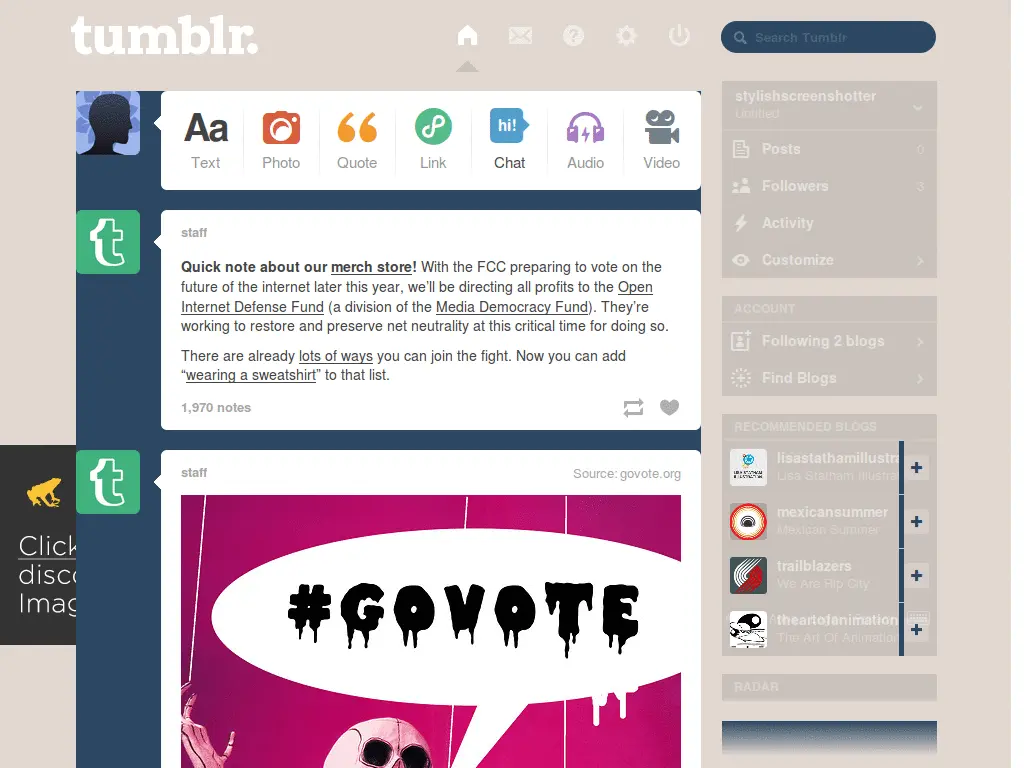 tumblr.
Search Tumblr
Aa
Text
Photo
Quote
Link
hi!
Chat
Audio
Video
staff
Quick note about our merch store! With the FCC preparing to vote on the
future of the internet later this year, we’ll be directing all profits to the Open
Internet Defense Fund (a division of the Media Democracy Fund). They’re
working to restore and preserve net neutrality at this critical time for doing so.
There are already lots of ways you can join the fight. Now you can add
“wearing a sweatshirt” to that list.
1,970 notes
staff
Source: govote.org
#GOVOTE
Click
disco
Imag
stylishscreenshotter
Untitled
Posts 0
Followers 3
Activity
Customize
ACCOUNT
Following 2 blogs
Find Blogs
RECOMMENDED BLOGS
lisastathamillustra
Lisa Statham Illustra
mexicansummer
Mexican Summer
trailblazers
We Are Rip City
theartofanimation
The Art Of Animation
RADAR